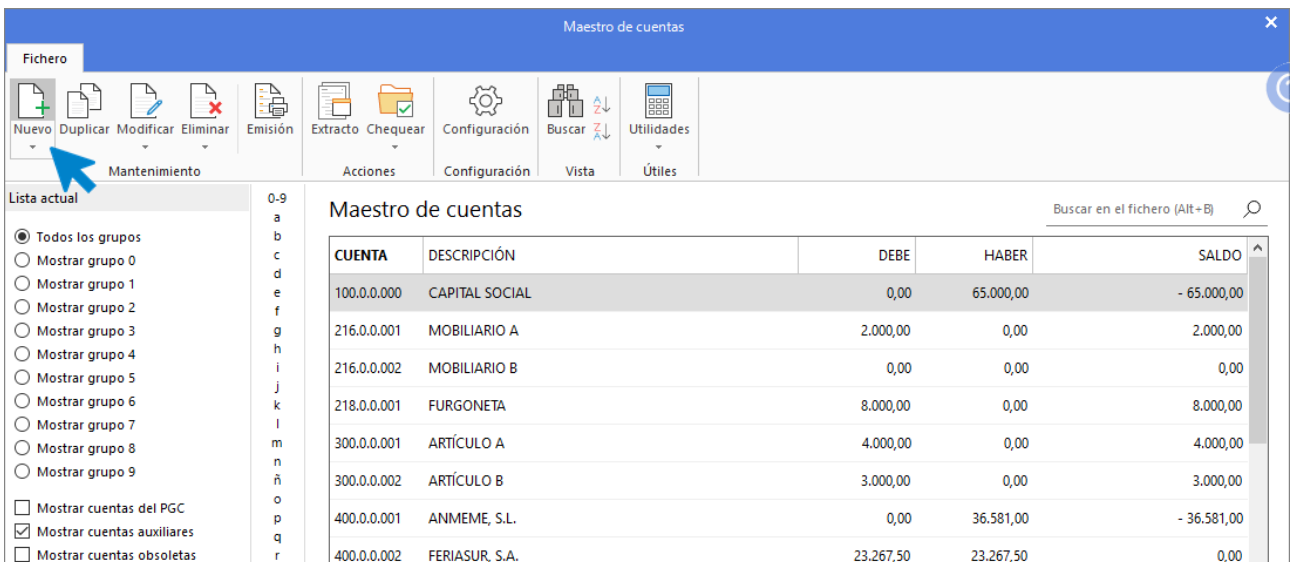 Maestro de cuentas
Fichero
Nuevo Duplicar Modificar Eliminar Emisión Extracto Chequear Configuración Buscar Utilidades
Mantenimiento Acciones Configuración Vista Útiles
Lista actual
Todos los grupos
Mostrar grupo 0
Mostrar grupo 1
Mostrar grupo 2
Mostrar grupo 3
Mostrar grupo 4
Mostrar grupo 5
Mostrar grupo 6
Mostrar grupo 7
Mostrar grupo 8
Mostrar grupo 9
Mostrar cuentas del PGC
Mostrar cuentas auxiliares
Mostrar cuentas obsoletas
0-9
a
b
c
d
e
f
g
h
i
j
k
l
m
n
ñ
o
p
q
r
Maestro de cuentas
Buscar en el fichero (Alt+B)
CUENTA DESCRIPCIÓN DEBE HABER SALDO
100.0.0.000 CAPITAL SOCIAL 0,00 65.000,00 - 65.000,00
216.0.0.001 MOBILIARIO A 2.000,00 0,00 2.000,00
216.0.0.002 MOBILIARIO B 0,00 0,00 0,00
218.0.0.001 FURGONETA 8.000,00 0,00 8.000,00
300.0.0.001 ARTÍCULO A 4.000,00 0,00 4.000,00
300.0.0.002 ARTÍCULO B 3.000,00 0,00 3.000,00
400.0.0.001 ANMEME, S.L. 0,00 36.581,00 - 36.581,00
400.0.0.002 FERIASUR, S.A. 23.267,50 23.267,50 0,00